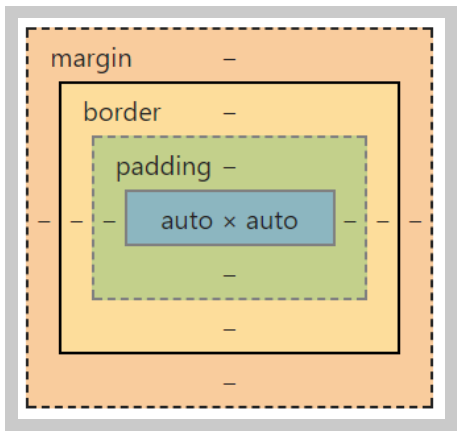 margin –
border –
padding –
– – – auto × auto – – –
–
–
–